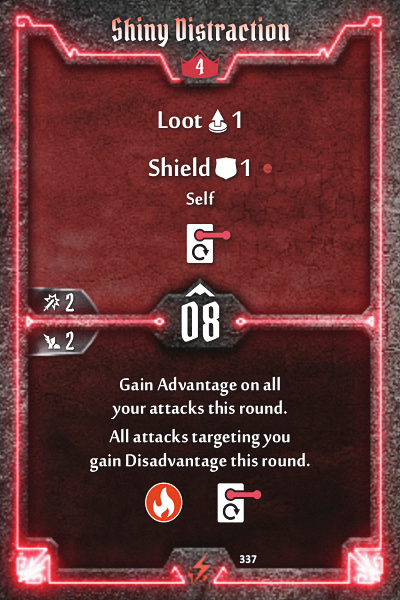 Shiny Distraction
4
Loot 1
Shield 1
Self
2
08
2
Gain Advantage on all
your attacks this round.
All attacks targeting you
gain Disadvantage this round.
337